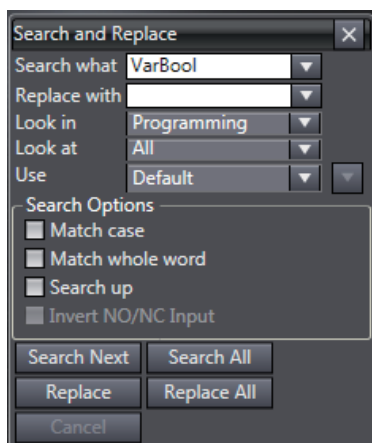 Search and Replace
Search what VarBool
Replace with
Look in Programming
Look at All
Use Default
Search Options
Match case
Match whole word
Search up
Invert NO/NC Input
Search Next Search All
Replace Replace All
Cancel